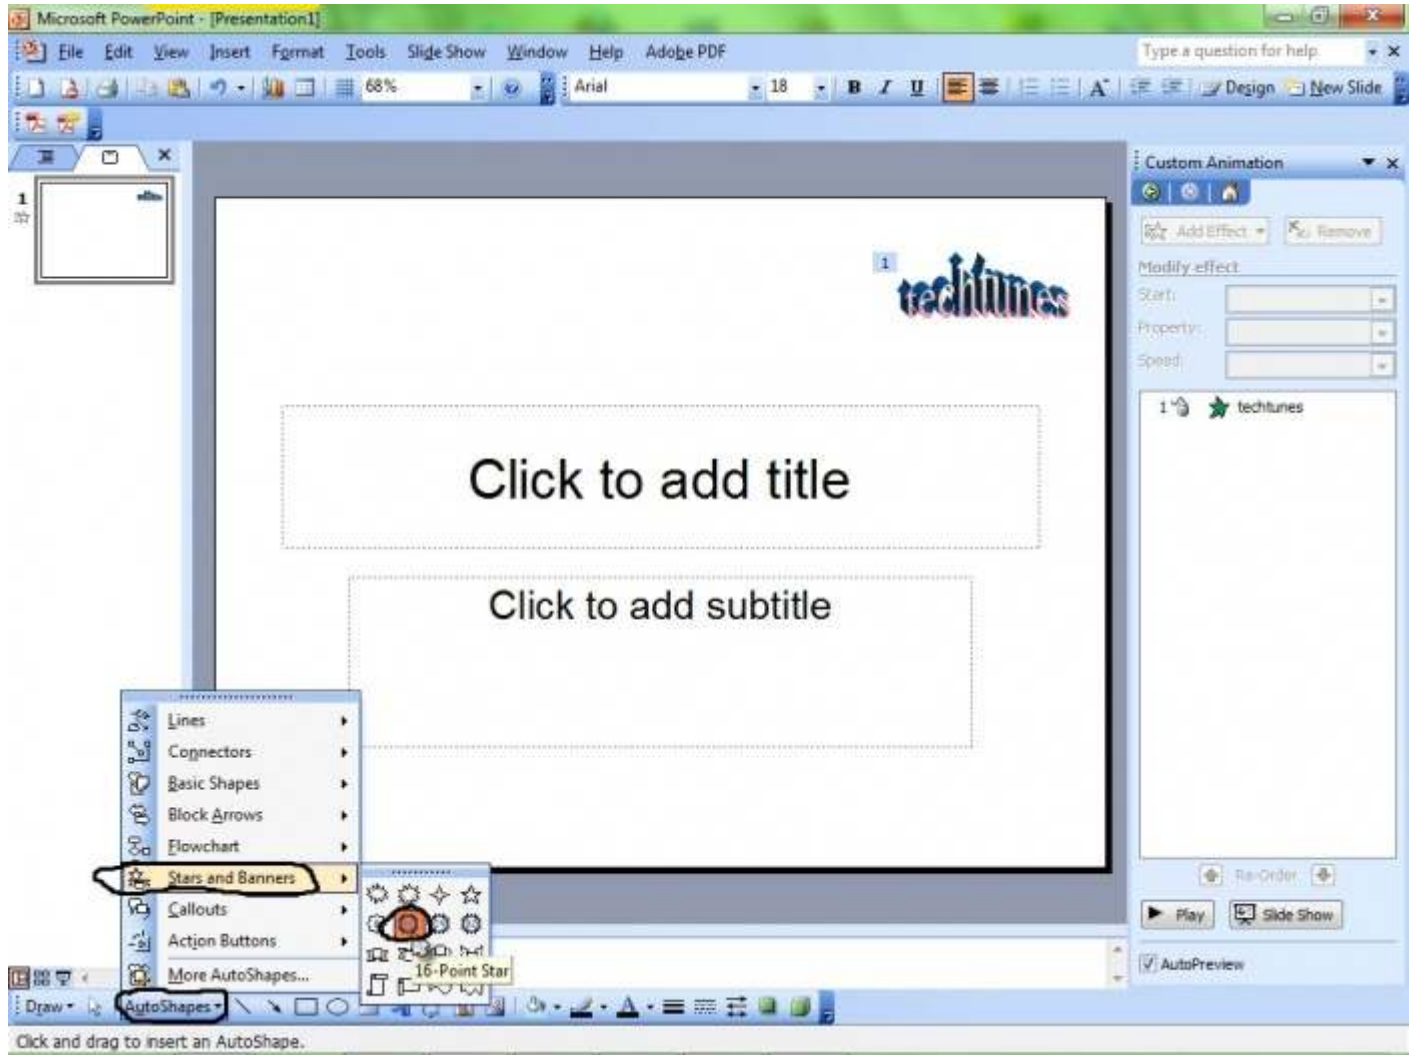 Microsoft PowerPoint - [Presentation1]
File Edit View Insert Format Tools Slide Show Window Help Adobe PDF Type a question for help
68% Arial 18 B I U A Design New Slide
Custom Animation
1
Add Effect Remove
Modify effect
1 techtunes
Start:
Property:
Speed:
1 techtunes
Click to add title
Click to add subtitle
Lines
Connectors
Basic Shapes
Block Arrows
Flowchart
Stars and Banners
Callouts
Action Buttons
More AutoShapes...
16-Point Star
Re-Order
Play Slide Show
AutoPreview
Draw AutoShapes A
Click and drag to insert an AutoShape.